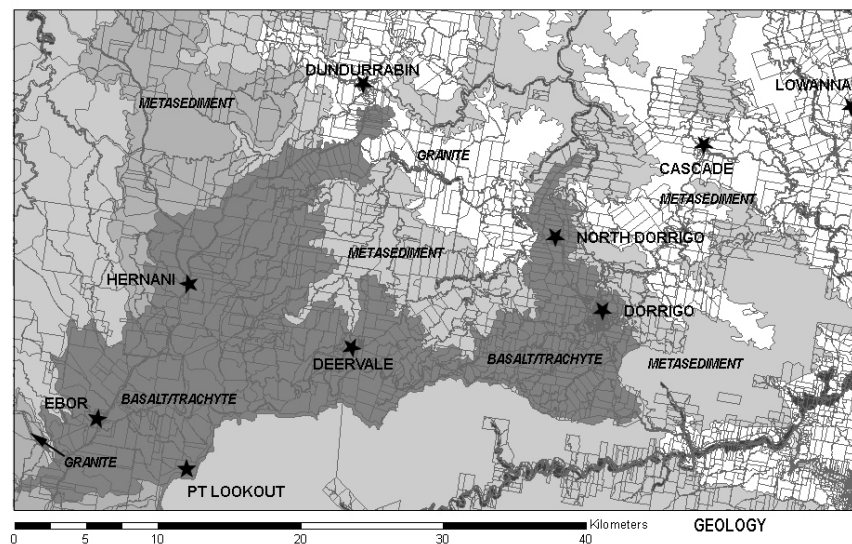 DUNDURRABIN
LOWANNA
METASEDIMENT
GRANITE
CASCADE
METASEDIMENT
NORTH DORRIGO
METASEDIMENT
HERNANI
DORRIGO
DEERVALE
BASALT/TRACHYTE
METASEDIMENT
BASALT/TRACHYTE
EBOR
GRANITE
PT LOOKOUT
Kilometers
GEOLOGY
0 5 10 20 30 40